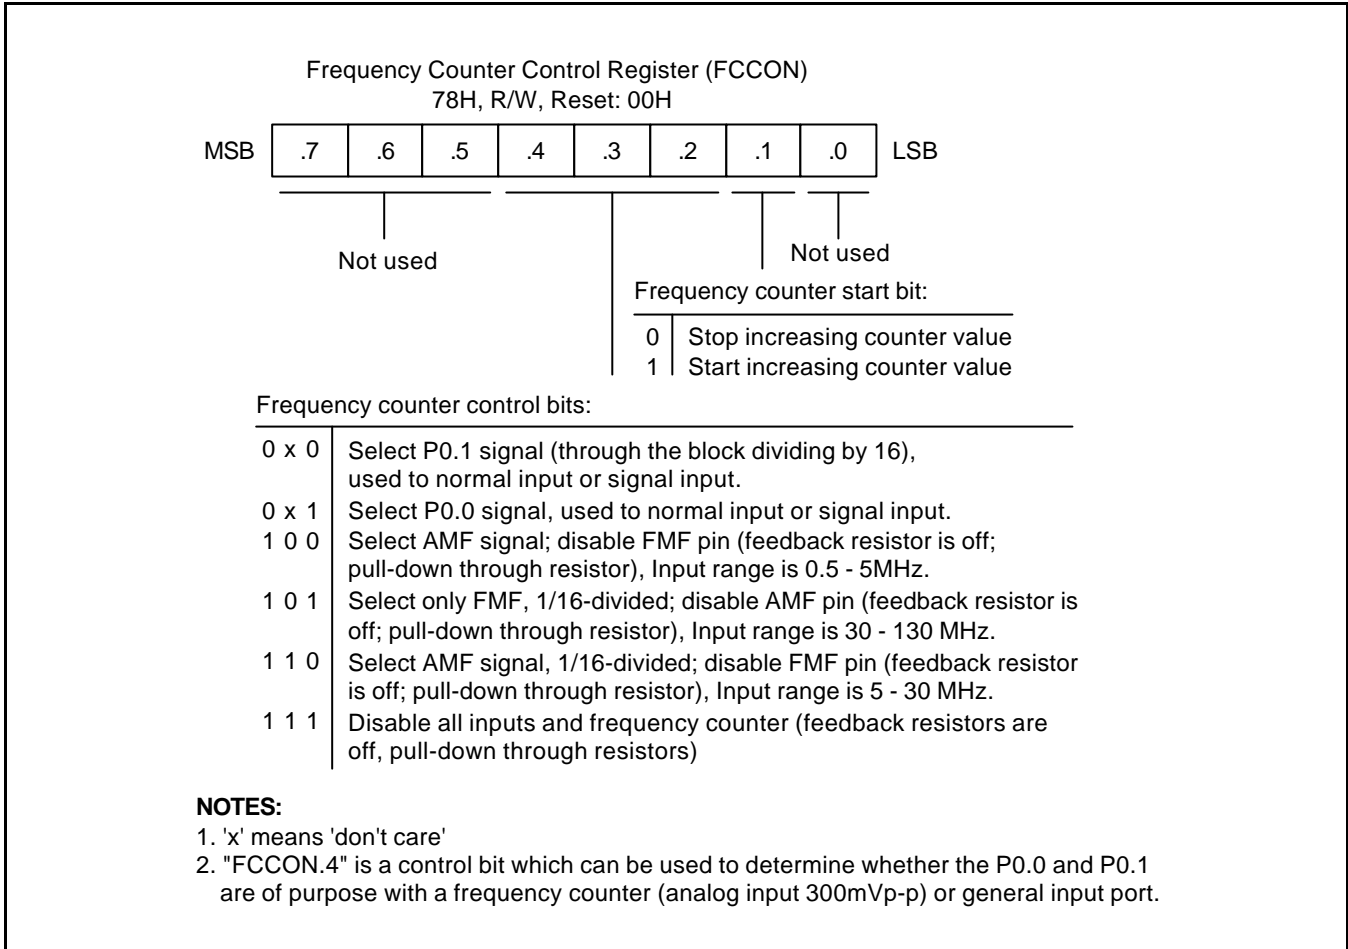 Frequency Counter Control Register (FCCON)
78H, R/W, Reset: 00H
MSB .7 .6 .5 .4 .3 .2 .1 .0 LSB
Not used
Not used
Frequency counter start bit:
0 Stop increasing counter value
1 Start increasing counter value
Frequency counter control bits:
0 x 0 Select P0.1 signal (through the block dividing by 16),
used to normal input or signal input.
0 x 1 Select P0.0 signal, used to normal input or signal input.
1 0 0 Select AMF signal; disable FMF pin (feedback resistor is off;
pull-down through resistor), Input range is 0.5 - 5MHz.
1 0 1 Select only FMF, 1/16-divided; disable AMF pin (feedback resistor is
off; pull-down through resistor), Input range is 30 - 130 MHz.
1 1 0 Select AMF signal, 1/16-divided; disable FMF pin (feedback resistor
is off; pull-down through resistor), Input range is 5 - 30 MHz.
1 1 1 Disable all inputs and frequency counter (feedback resistors are
off, pull-down through resistors)
NOTES:
1. 'x' means 'don't care'
2. "FCCON.4" is a control bit which can be used to determine whether the P0.0 and P0.1
are of purpose with a frequency counter (analog input 300mVp-p) or general input port.